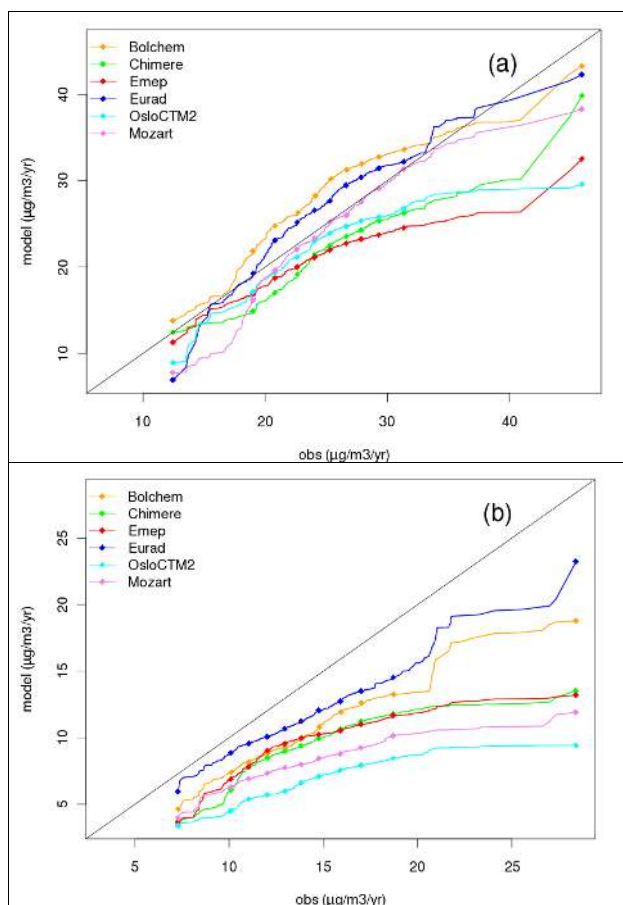 (a)
Bolchem
Chimere
Emep
Eurad
OsloCTM2
Mozart
model (µg/m3/yr)
40
30
20
10
10 20 30 40
obs (µg/m3/yr)
(b)
Bolchem
Chimere
Emep
Eurad
OsloCTM2
Mozart
model (µg/m3/yr)
25
20
15
10
5
5 10 15 20 25
obs (µg/m3/yr)